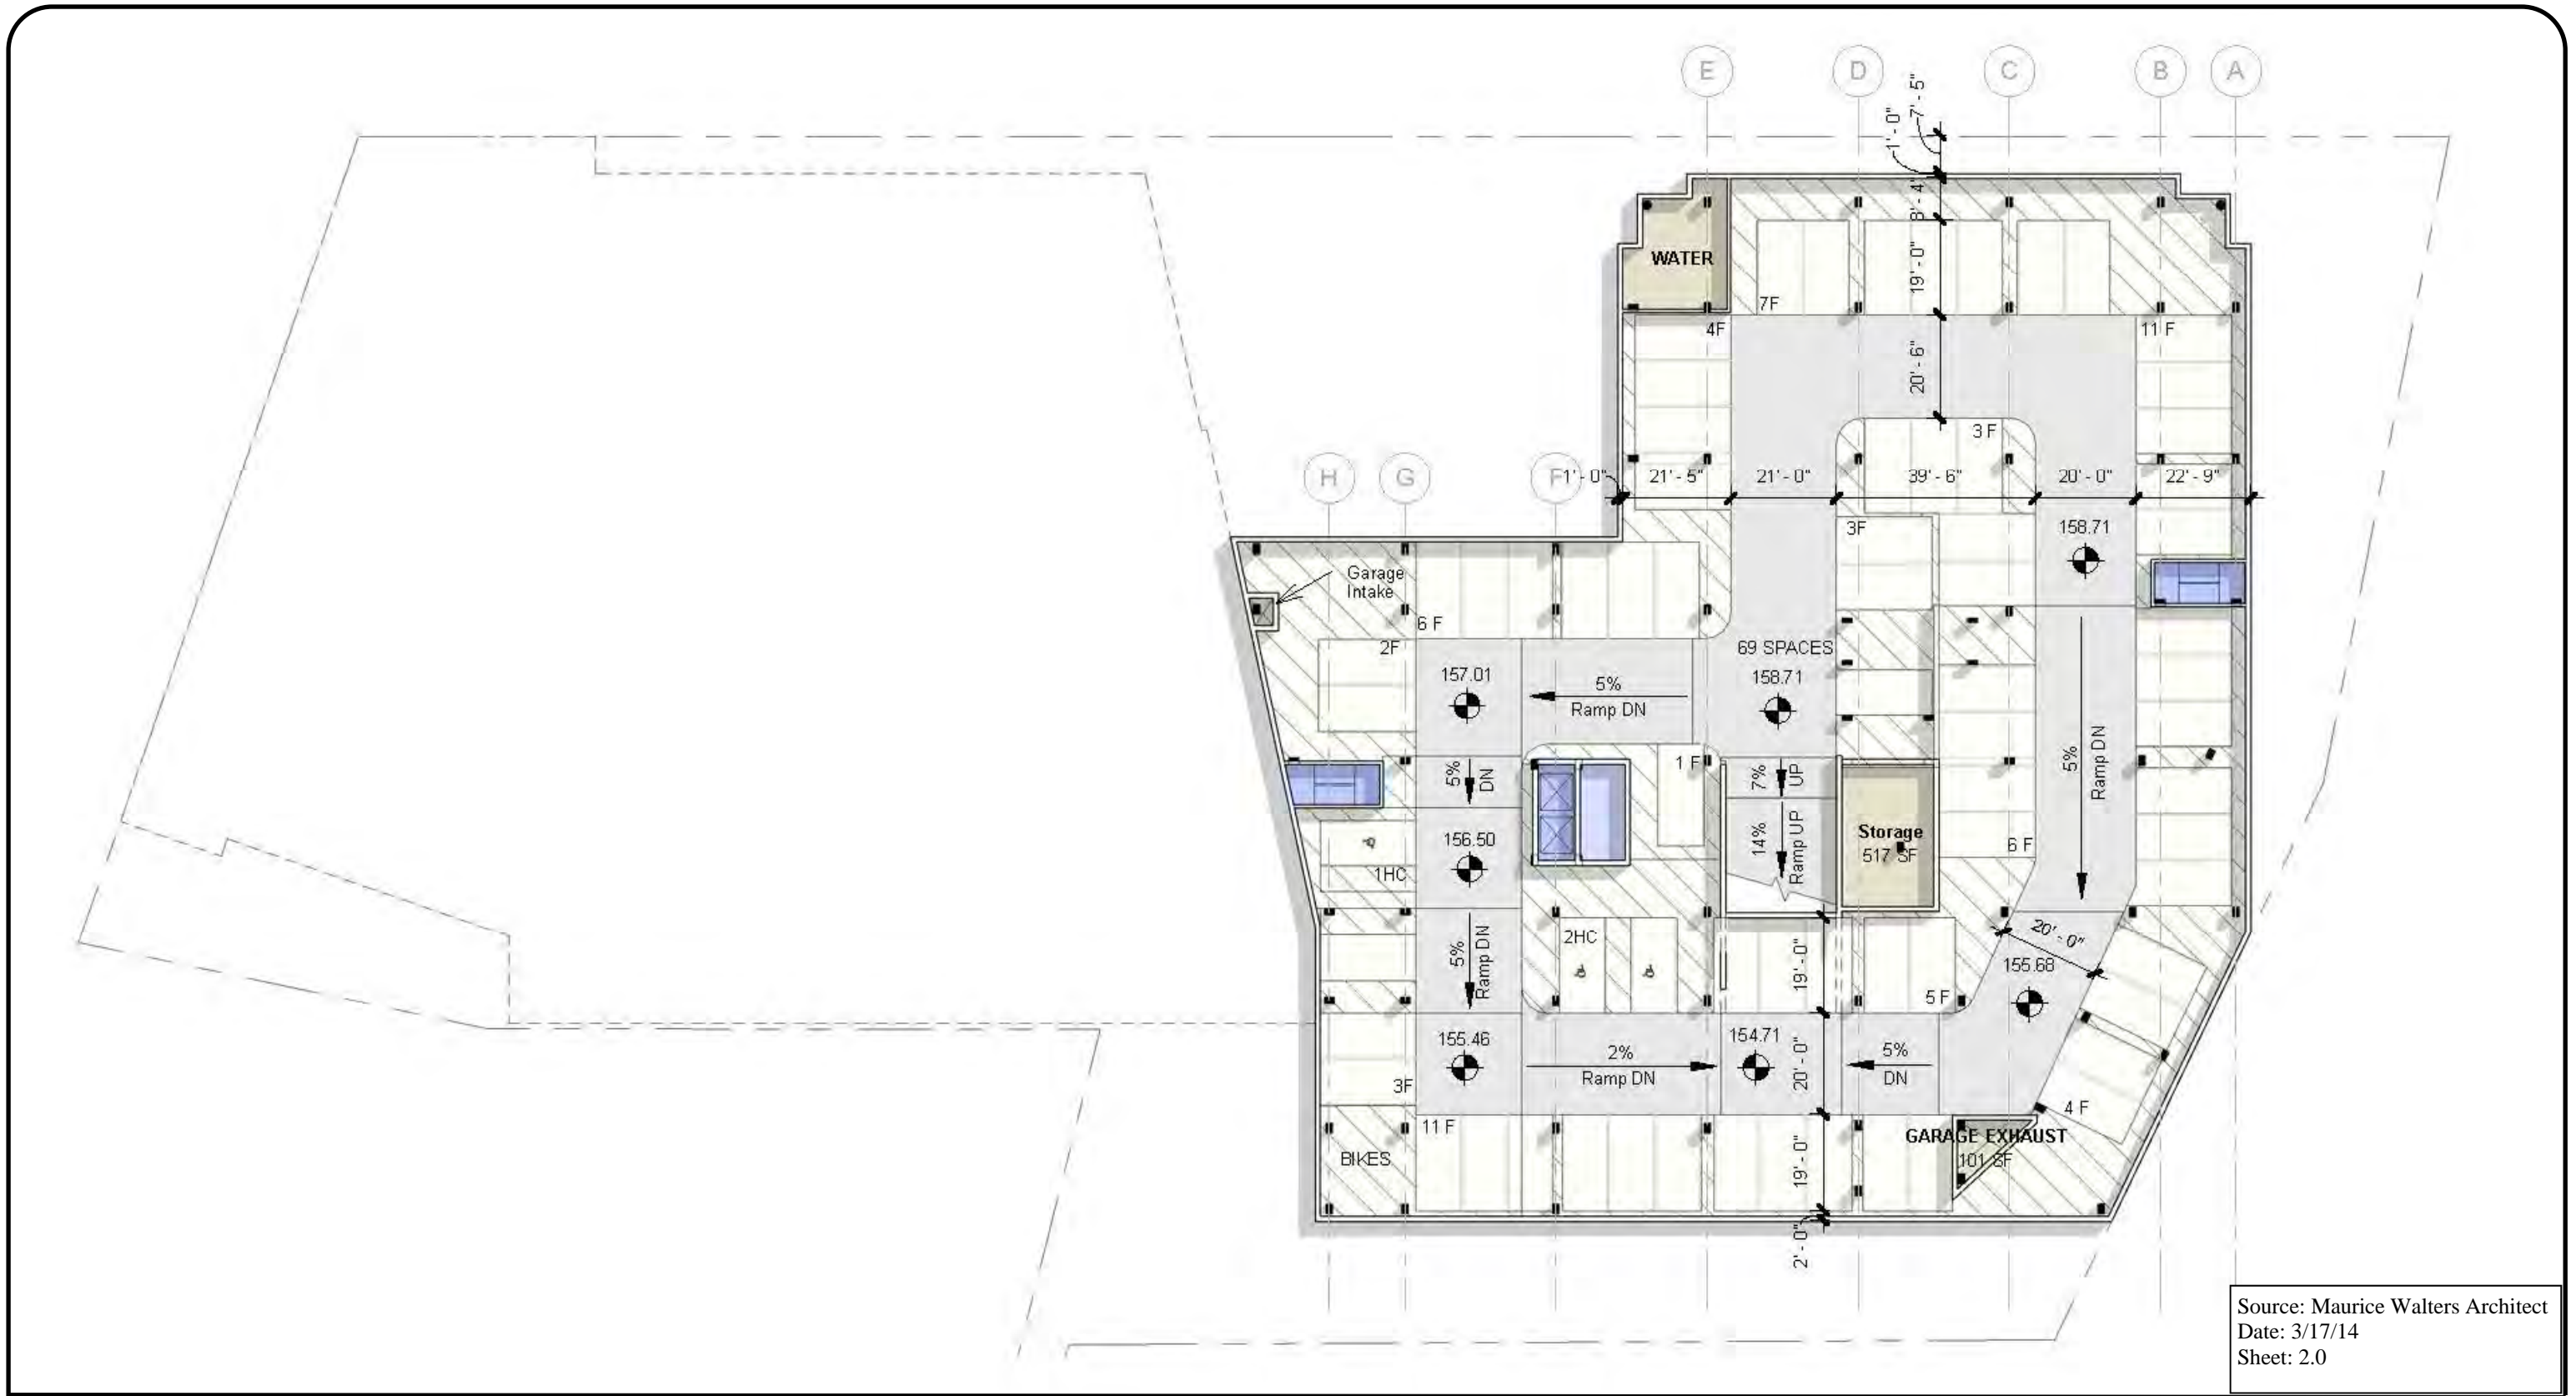 E
D
C
B
A
7' - 5"
1' - 0"
8' - 4"
WATER
19' - 0"
7F
4F
11 F
20' - 6"
3 F
H
G
F
1' - 0"
21' - 5"
21' - 0"
39' - 6"
20' - 0"
22' - 9"
3F
158.71
Garage
Intake
6 F
2F
69 SPACES
157.01
5%
Ramp DN
158.71
5%
Ramp DN
5%
DN
1 F
7%
UP
14%
Ramp UP
Storage
517 SF
6 F
156.50
1HC
5%
Ramp DN
2HC
19' - 0"
5 F
20' - 0"
155.68
155.46
2%
Ramp DN
154.71
20' - 0"
5%
DN
3F
4 F
11 F
BIKES
19' - 0"
GARAGE EXHAUST
101 SF
2' - 0"
Source: Maurice Walters Architect
Date: 3/17/14
Sheet: 2.0